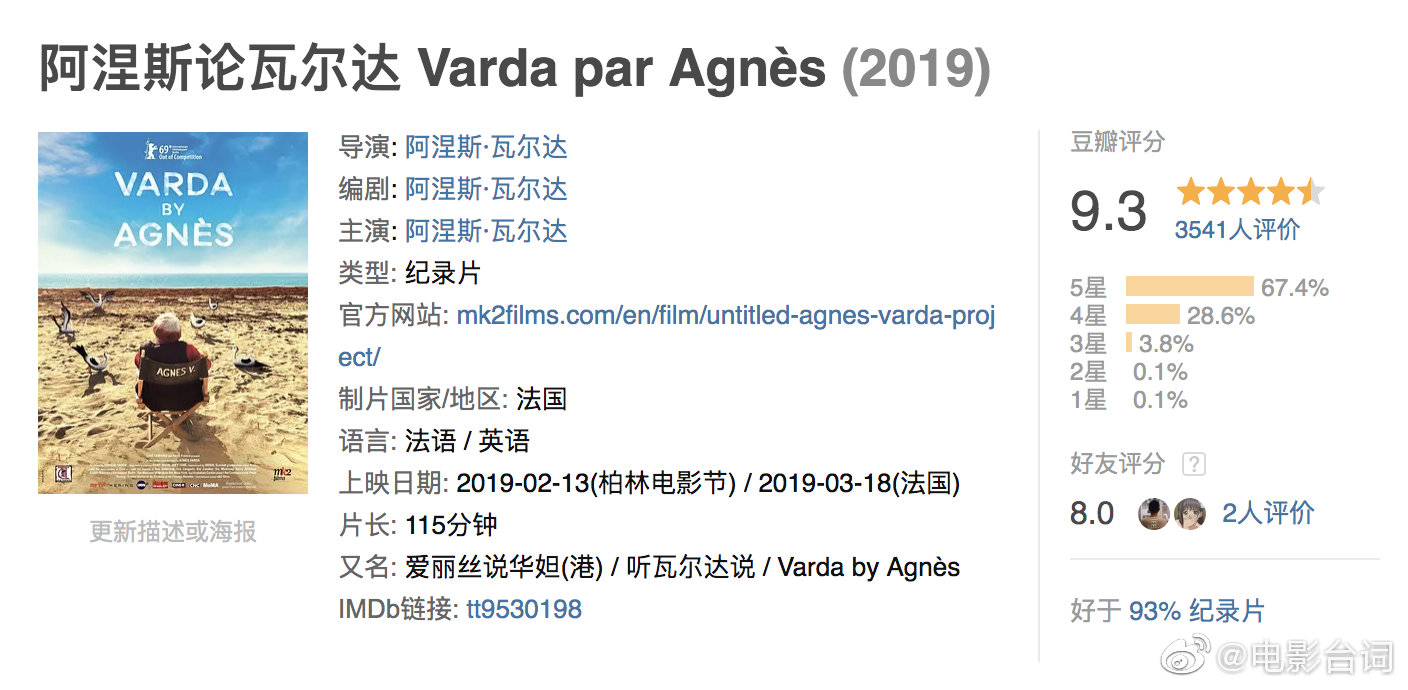 阿涅斯论瓦尔达 Varda par Agnès (2019)
69
Out of Competition
VARDA
BY
AGNÈS
AGNES V.
CNC MoMA
mk2
films
更新描述或海报
导演: 阿涅斯·瓦尔达
编剧: 阿涅斯·瓦尔达
主演: 阿涅斯·瓦尔达
类型: 纪录片
官方网站: mk2films.com/en/film/untitled-agnes-varda-proj
ect/
制片国家/地区: 法国
语言: 法语 / 英语
上映日期: 2019-02-13(柏林电影节) / 2019-03-18(法国)
片长: 115分钟
又名: 爱丽丝说华妲(港) / 听瓦尔达说 / Varda by Agnès
IMDb链接: tt9530198
豆瓣评分
9.3
3541人评价
5星 67.4%
4星 28.6%
3星 3.8%
2星 0.1%
1星 0.1%
好友评分 ?
8.0 2人评价
好于 93% 纪录片
@电影台词